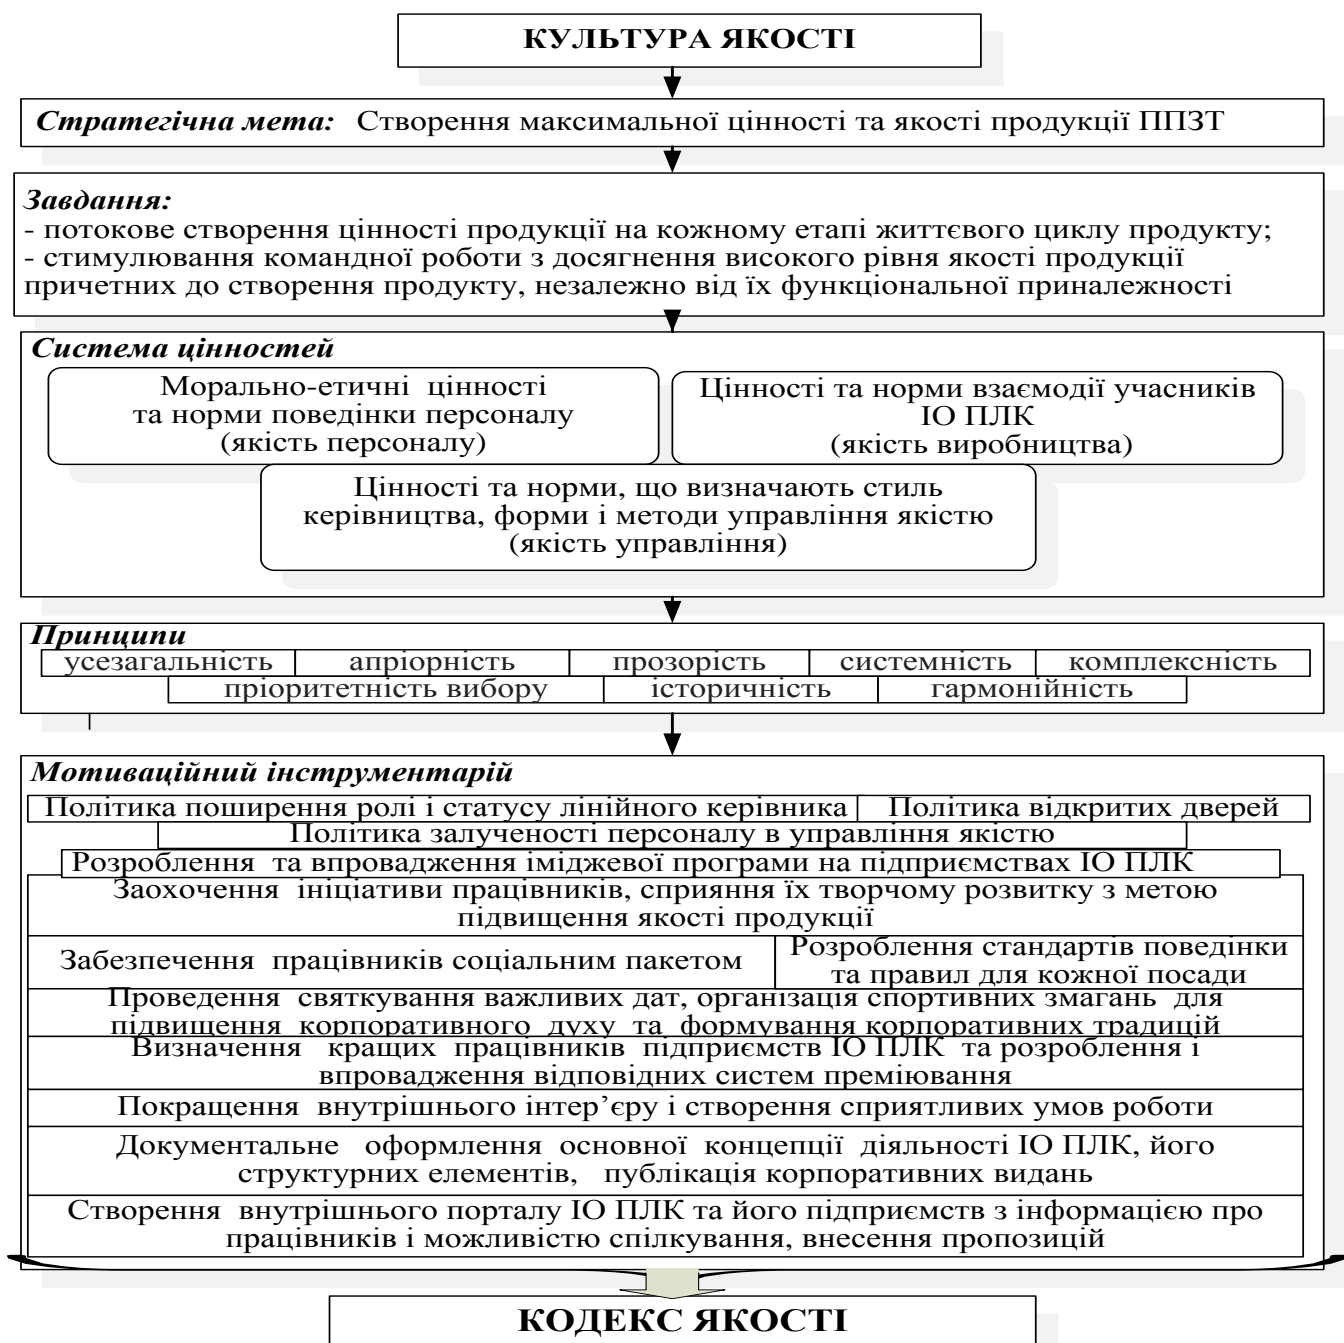 КУЛЬТУРА ЯКОСТІ
Стратегічна мета: Створення максимальної цінності та якості продукції ППЗТ
Завдання:
- потокове створення цінності продукції на кожному етапі життєвого циклу продукту;
- стимулювання командної роботи з досягнення високого рівня якості продукції
причетних до створення продукту, незалежно від їх функціональної приналежності
Система цінностей
Морально-етичні цінності
та норми поведінки персоналу
(якість персоналу)
Цінності та норми взаємодії учасників
ІО ПЛК
(якість виробництва)
Цінності та норми, що визначають стиль
керівництва, форми і методи управління якістю
(якість управління)
Принципи
усезагальність апріорність прозорість системність комплексність
пріоритетність вибору історичність гармонійність
Мотиваційний інструментарій
Політика поширення ролі і статусу лінійного керівника Політика відкритих дверей
Політика залученості персоналу в управління якістю
Розроблення та впровадження іміджевої програми на підприємствах ІО ПЛК
Заохочення ініціативи працівників, сприяння їх творчому розвитку з метою
підвищення якості продукції
Забезпечення працівників соціальним пакетом
Розроблення стандартів поведінки
та правил для кожної посади
Проведення святкування важливих дат, організація спортивних змагань для
підвищення корпоративного духу та формування корпоративних традицій
Визначення кращих працівників підприємств ІО ПЛК та розроблення і
впровадження відповідних систем преміювання
Покращення внутрішнього інтер’єру і створення сприятливих умов роботи
Документальне оформлення основної концепції діяльності ІО ПЛК, його
структурних елементів, публікація корпоративних видань
Створення внутрішнього порталу ІО ПЛК та його підприємств з інформацією про
працівників і можливістю спілкування, внесення пропозицій
КОДЕКС ЯКОСТІ